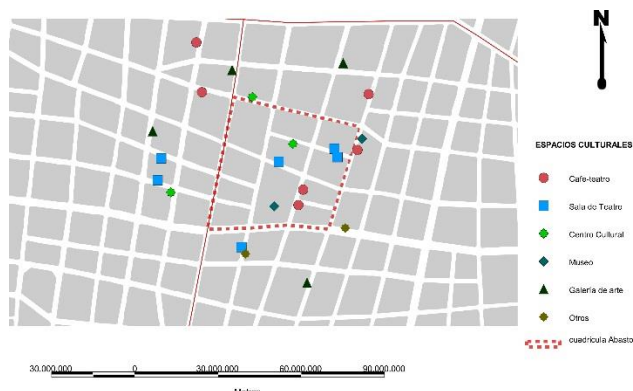 N
ESPACIOS CULTURALES
Cafe-teatro
Sala de Teatro
Centro Cultural
Museo
Galería de arte
Otros
cuadrícula Abasto
30.000.000 0 30.000.000 60.000.000 90.000.000